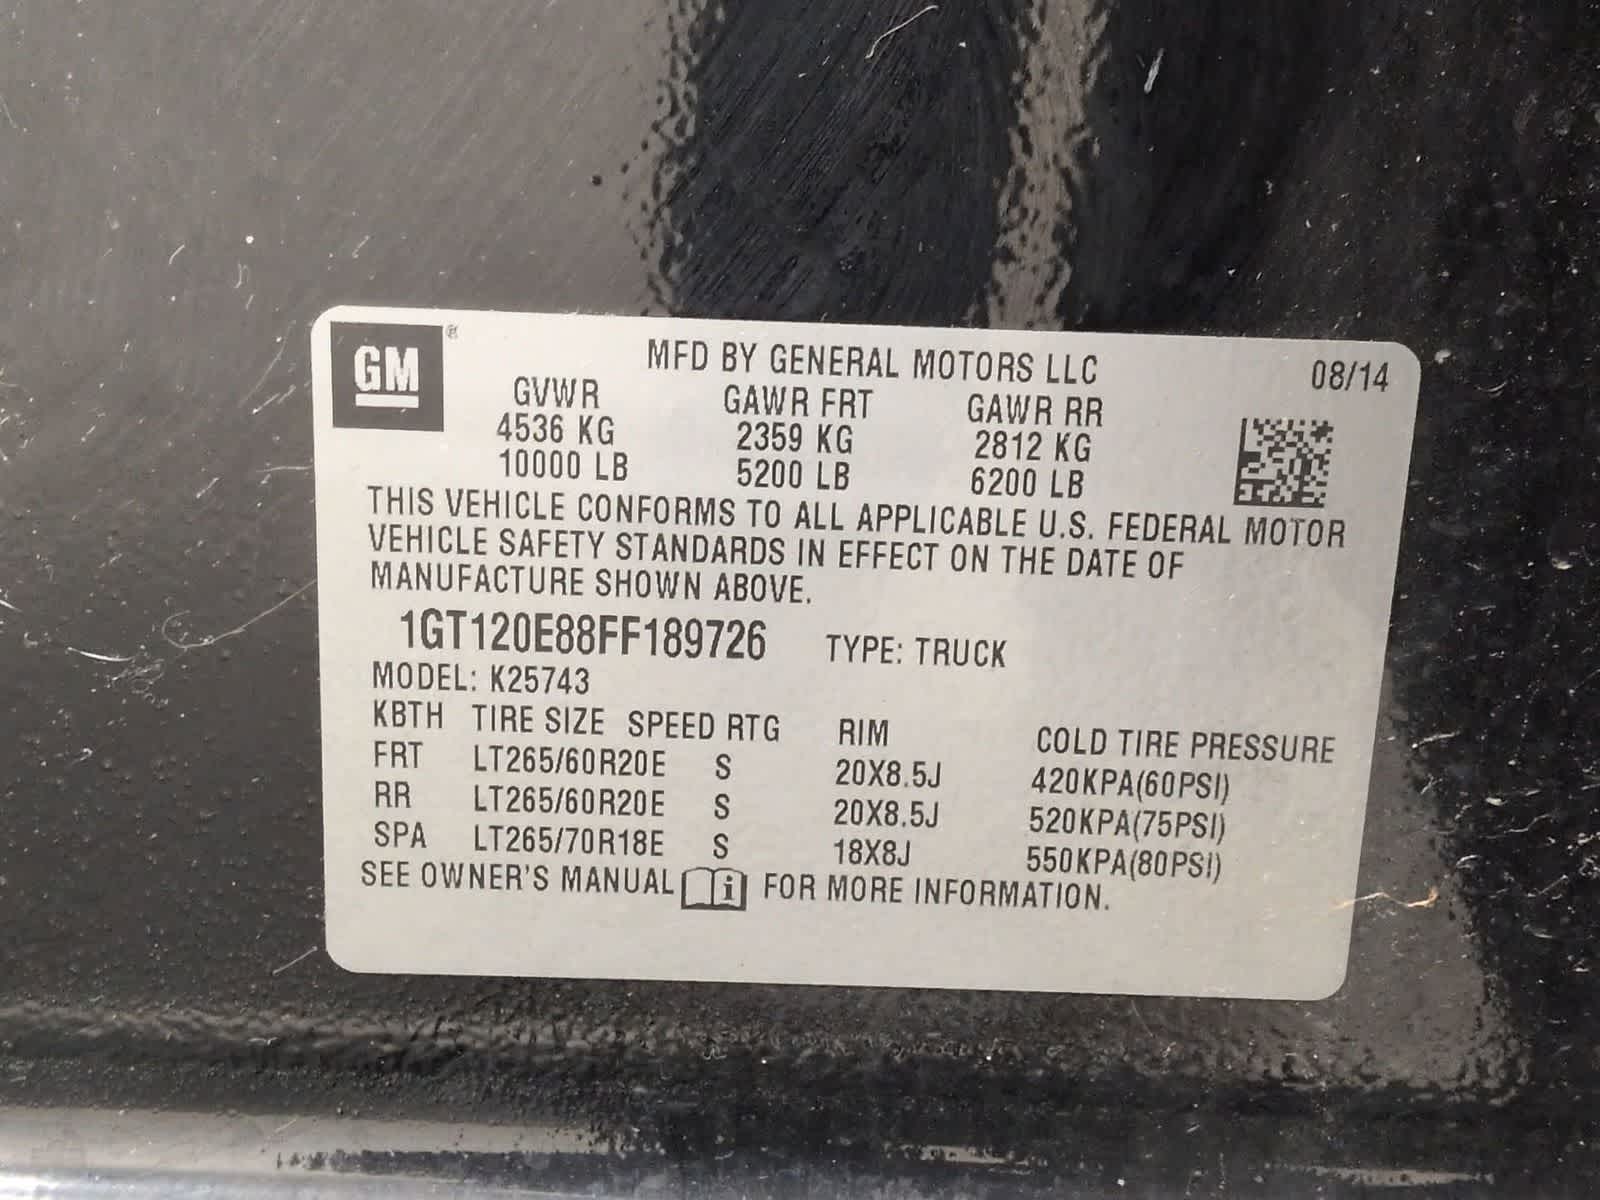 GM ®
MFD BY GENERAL MOTORS LLC 08/14
GVWR GAWR FRT GAWR RR
4536 KG 2359 KG 2812 KG
10000 LB 5200 LB 6200 LB
THIS VEHICLE CONFORMS TO ALL APPLICABLE U.S. FEDERAL MOTOR
VEHICLE SAFETY STANDARDS IN EFFECT ON THE DATE OF
MANUFACTURE SHOWN ABOVE.
1GT120E88FF189726 TYPE: TRUCK
MODEL: K25743
KBTH TIRE SIZE SPEED RTG RIM COLD TIRE PRESSURE
FRT LT265/60R20E S 20X8.5J 420KPA(60PSI)
RR LT265/60R20E S 20X8.5J 520KPA(75PSI)
SPA LT265/70R18E S 18X8J 550KPA(80PSI)
SEE OWNER'S MANUAL i FOR MORE INFORMATION.